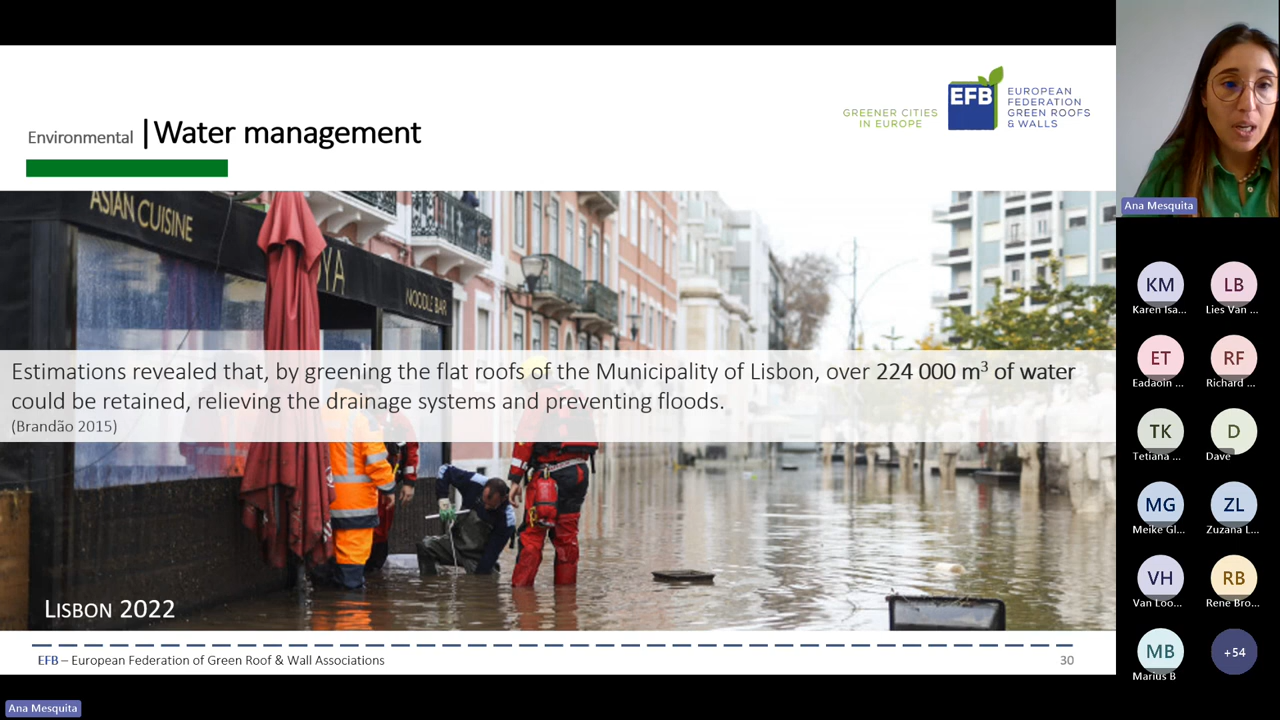 Environmental | Water management
GREENER CITIES
IN EUROPE
EFB
EUROPEAN
FEDERATION
GREEN ROOFS
& WALLS
ASIAN CUISINE
YA
NOODLE BAR
Estimations revealed that, by greening the flat roofs of the Municipality of Lisbon, over 224 000 m³ of water
could be retained, relieving the drainage systems and preventing floods.
(Brandão 2015)
LISBON 2022
EFB – European Federation of Green Roof & Wall Associations
30
Ana Mesquita
Ana Mesquita
KM
LB
Karen Isa...
Lies Van ...
ET
RF
Eadaoin ...
Richard ...
TK
D
Tetiana ...
Dave
MG
ZL
Meike Gl...
Zuzana L...
VH
RB
Van Loo...
Rene Bro...
MB
+54
Marius B